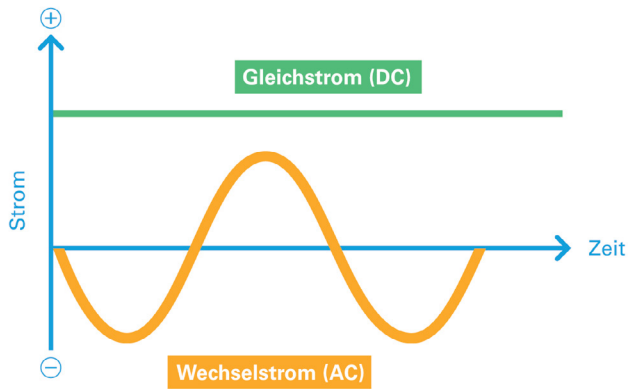 +
Gleichstrom (DC)
Strom
Zeit
−
Wechselstrom (AC)